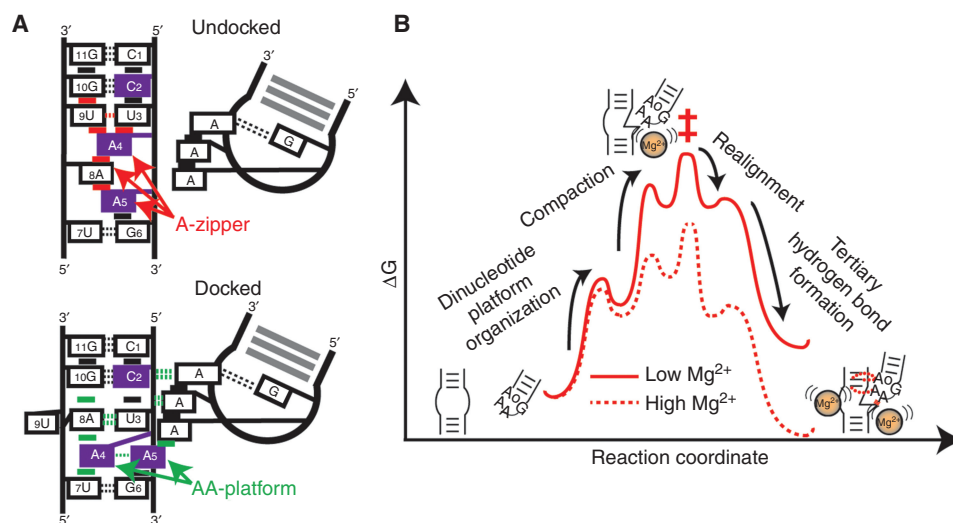 A
Undocked
3′ 5′
11G C1
10G C2
9U U3
A4
8A
A5
7U G6
5′ 3′
A-zipper
3′
5′
A
G
A
A
Docked
3′ 5′
11G C1
10G C2
9U 8A U3
A4 A5
7U G6
5′ 3′
AA-platform
3′
5′
A
G
A
A
B
ΔG
Dinucleotide
platform
organization
Compaction
A
A
A
o
G
Mg2+
‡
Realignment
Tertiary
hydrogen bond
formation
A
A
A
o
G
Low Mg2+
High Mg2+
A
A
A
o
G
Mg2+
Mg2+
Reaction coordinate